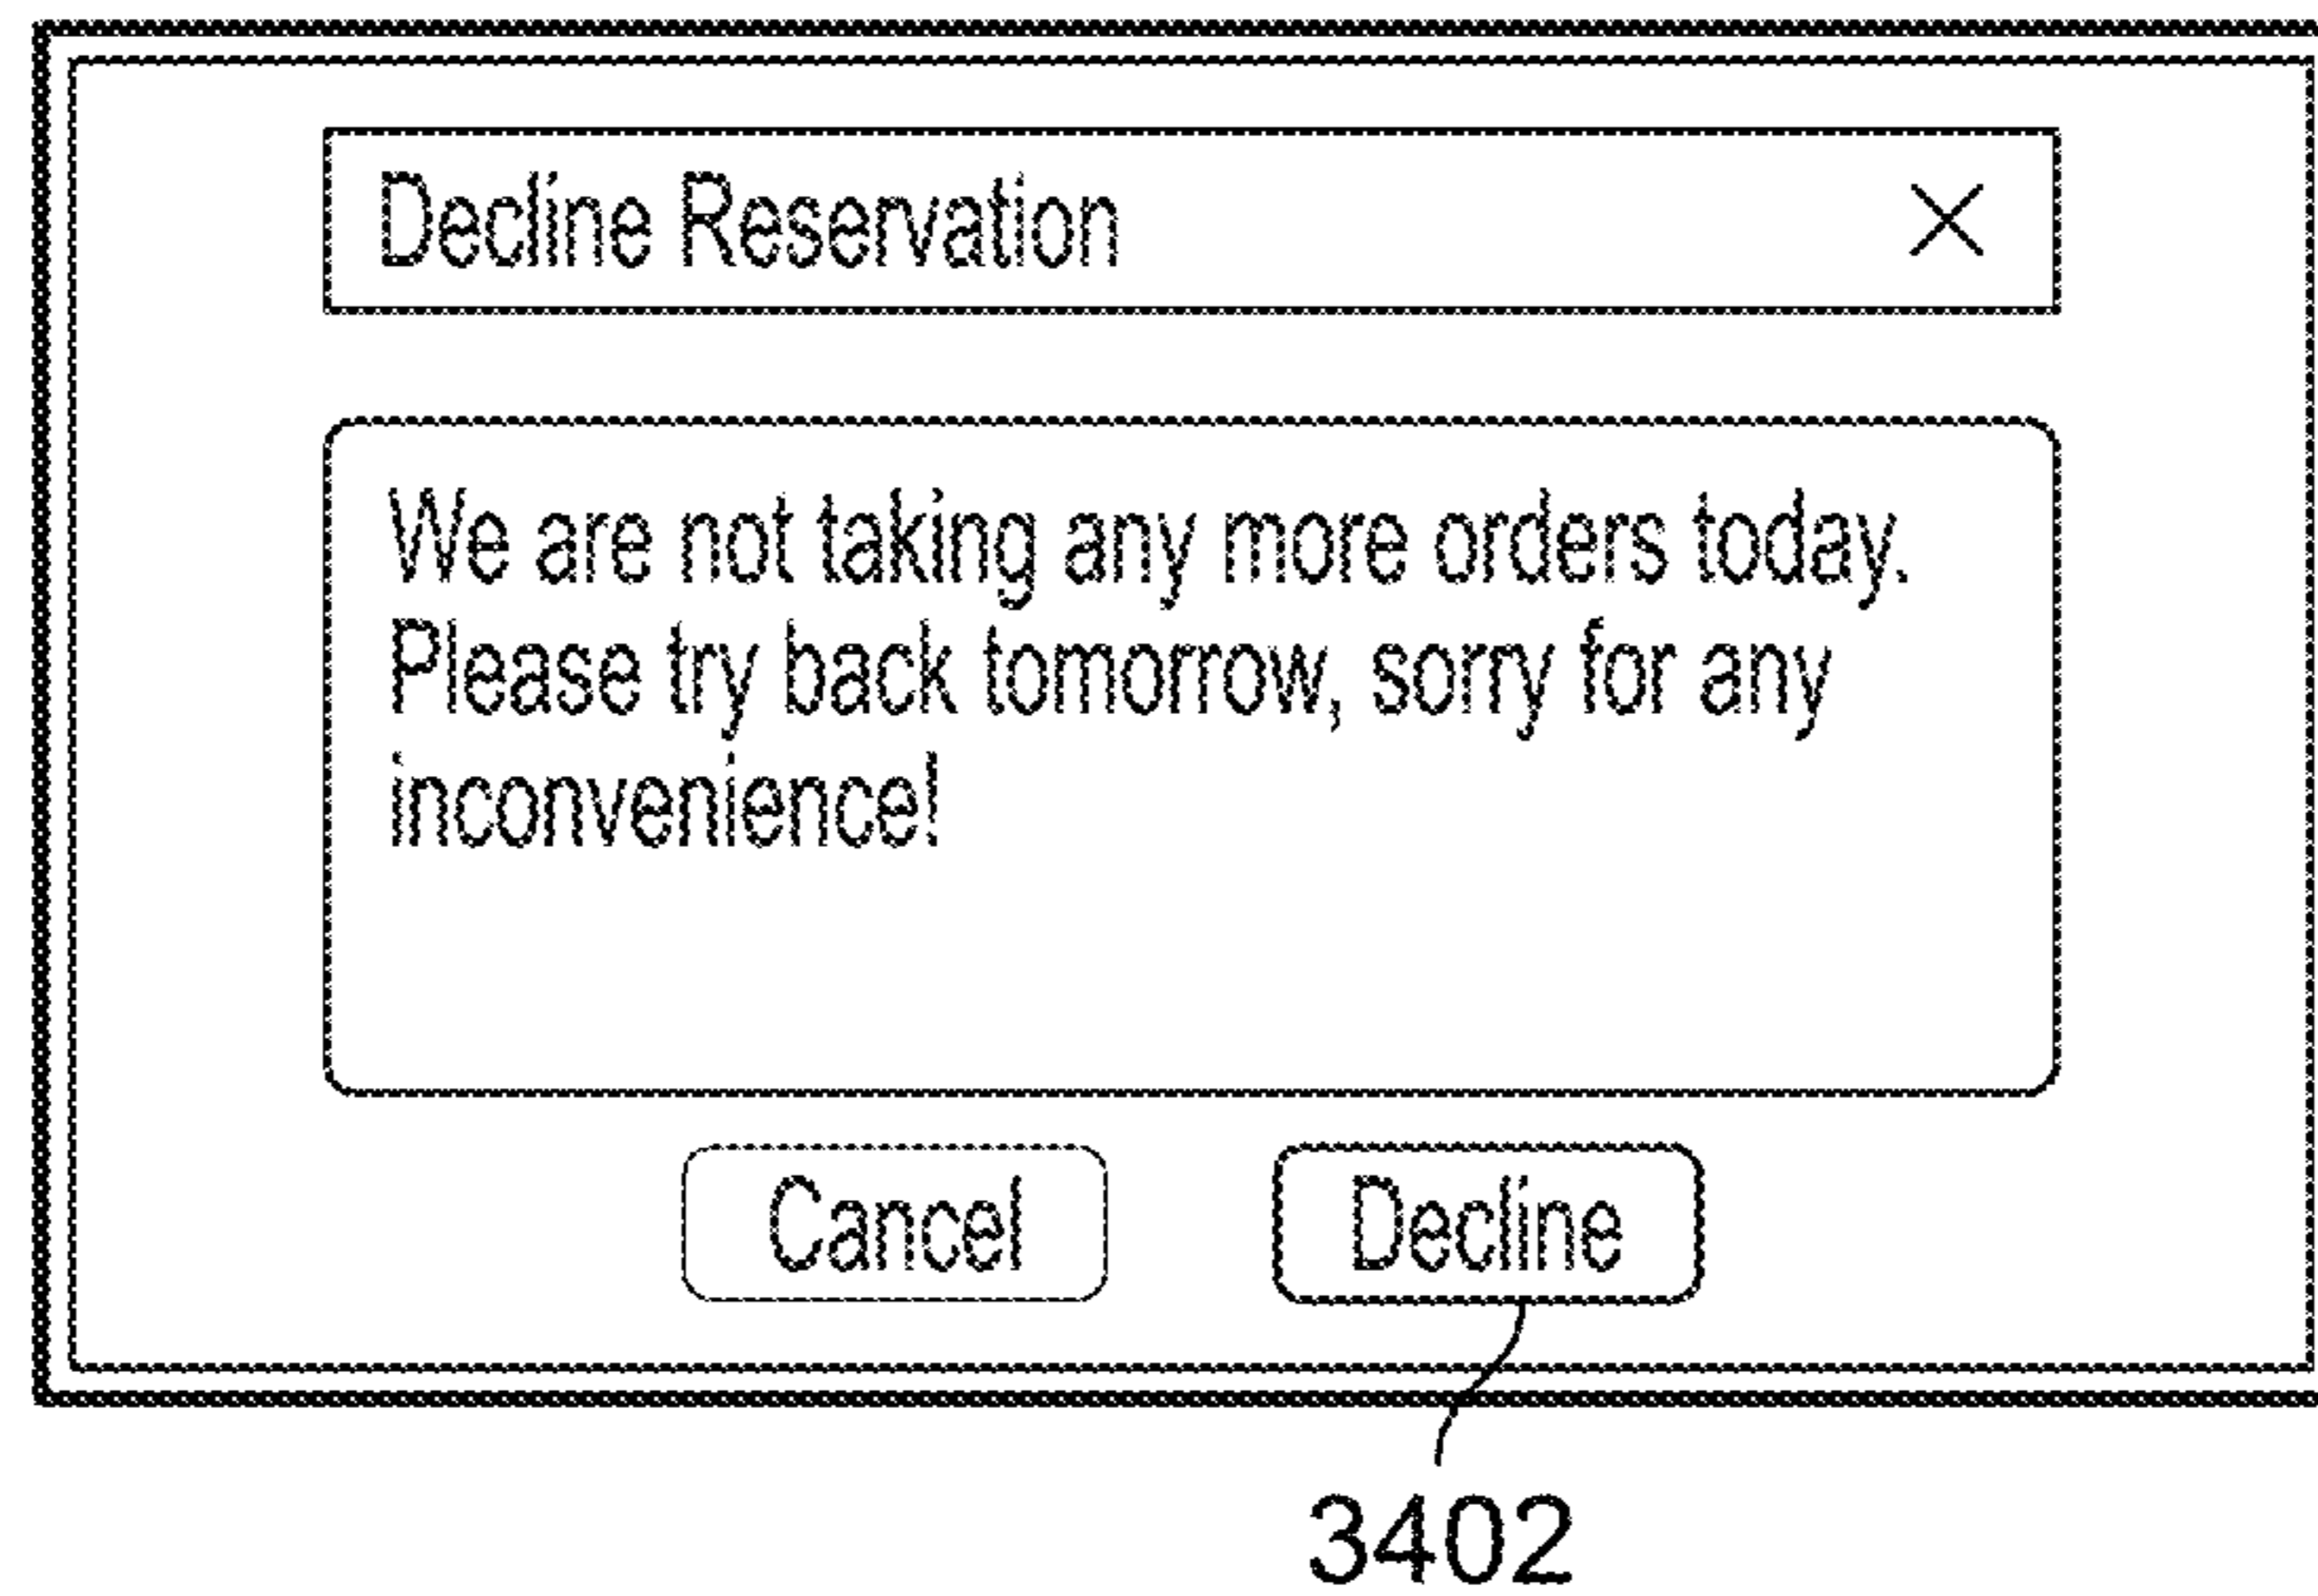 Decline Reservation
We are not taking any more orders today.
Please try back tomorrow, sorry for any
inconvenience!
Cancel Decline
3402